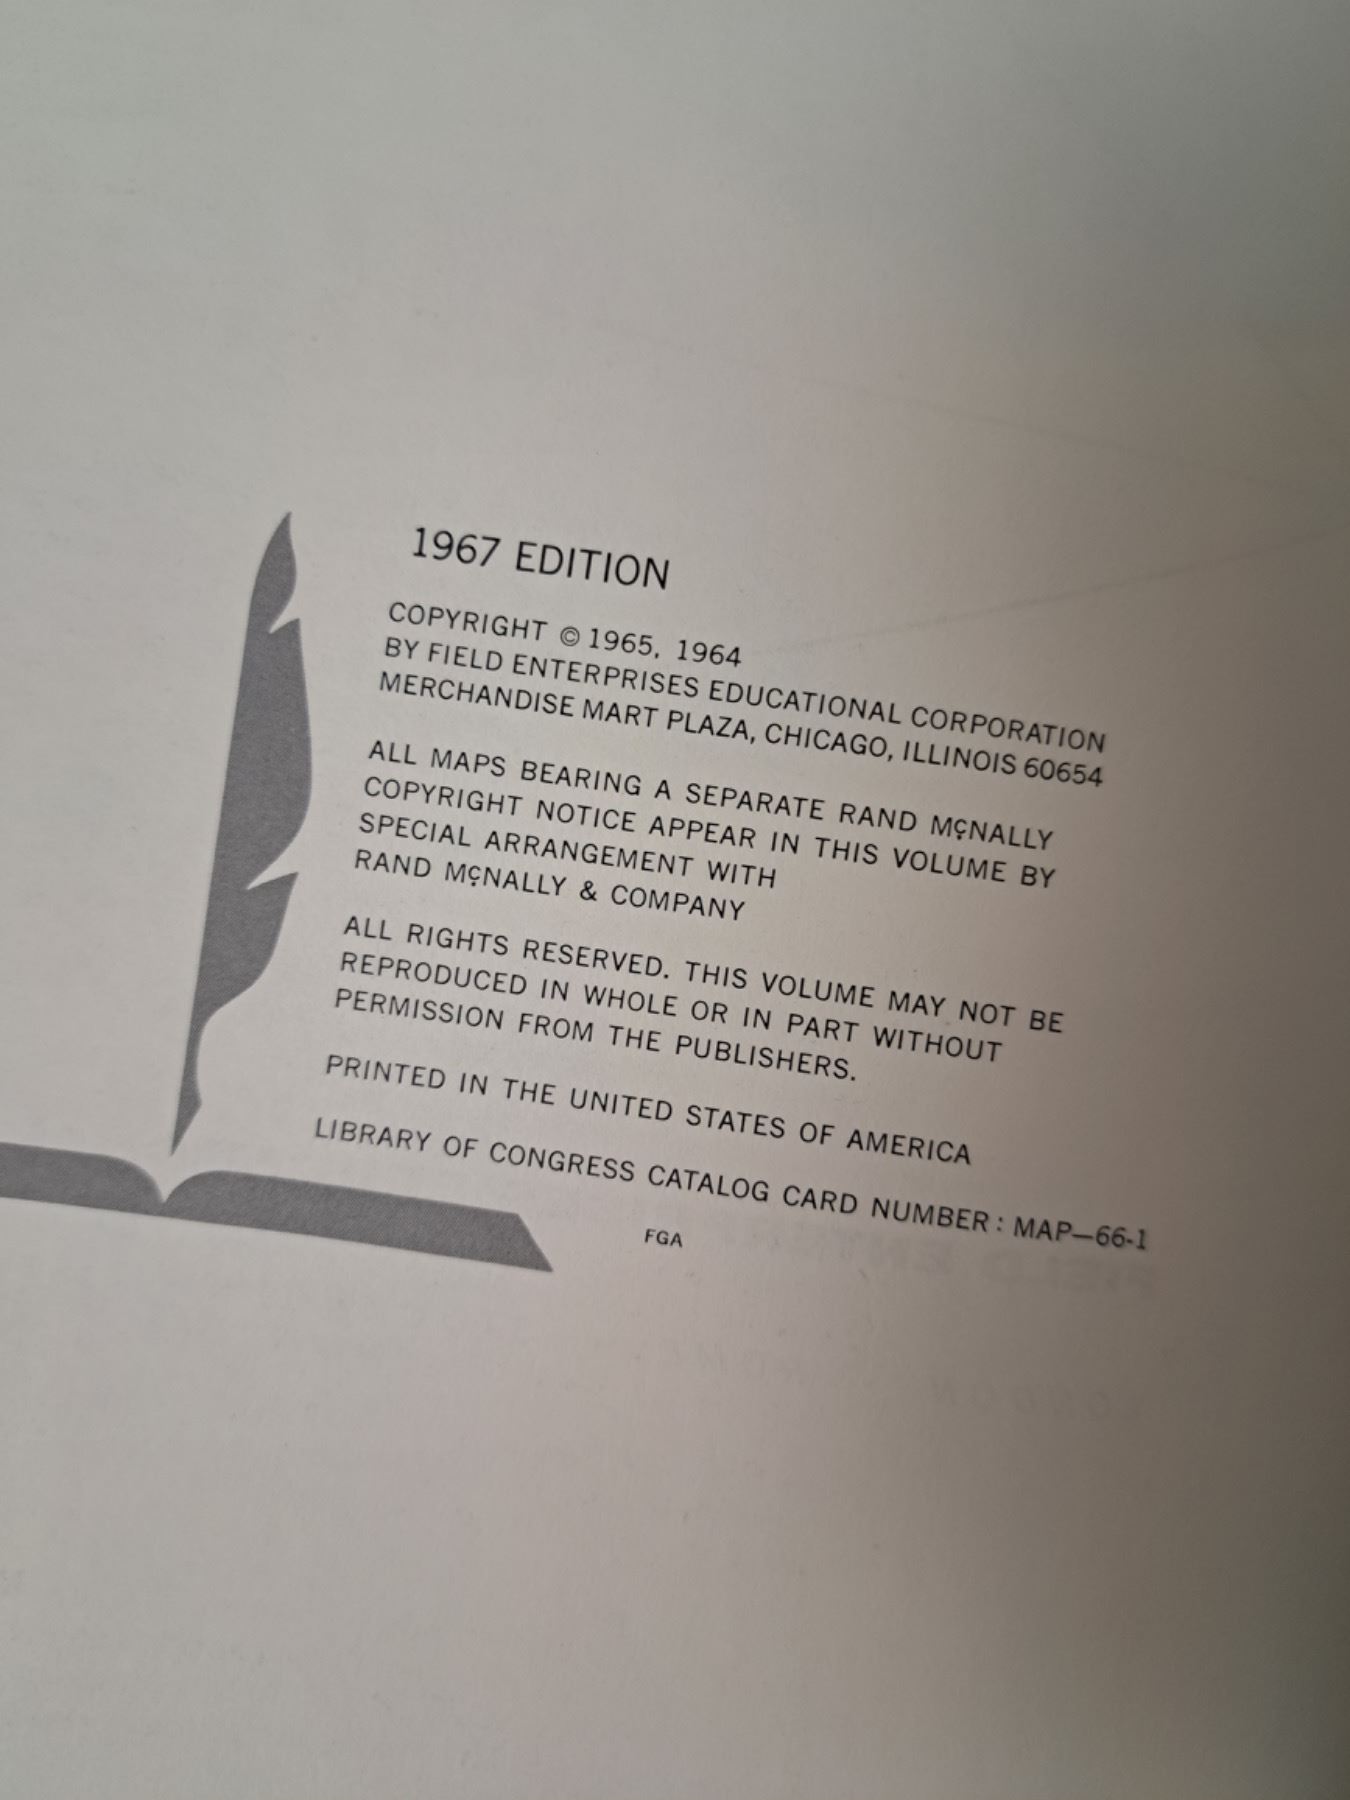 1967 EDITION
COPYRIGHT © 1965, 1964
BY FIELD ENTERPRISES EDUCATIONAL CORPORATION
MERCHANDISE MART PLAZA, CHICAGO, ILLINOIS 60654
ALL MAPS BEARING A SEPARATE RAND McNALLY
COPYRIGHT NOTICE APPEAR IN THIS VOLUME BY
SPECIAL ARRANGEMENT WITH
RAND McNALLY & COMPANY
ALL RIGHTS RESERVED. THIS VOLUME MAY NOT BE
REPRODUCED IN WHOLE OR IN PART WITHOUT
PERMISSION FROM THE PUBLISHERS.
PRINTED IN THE UNITED STATES OF AMERICA
LIBRARY OF CONGRESS CATALOG CARD NUMBER: MAP—66-1
FGA